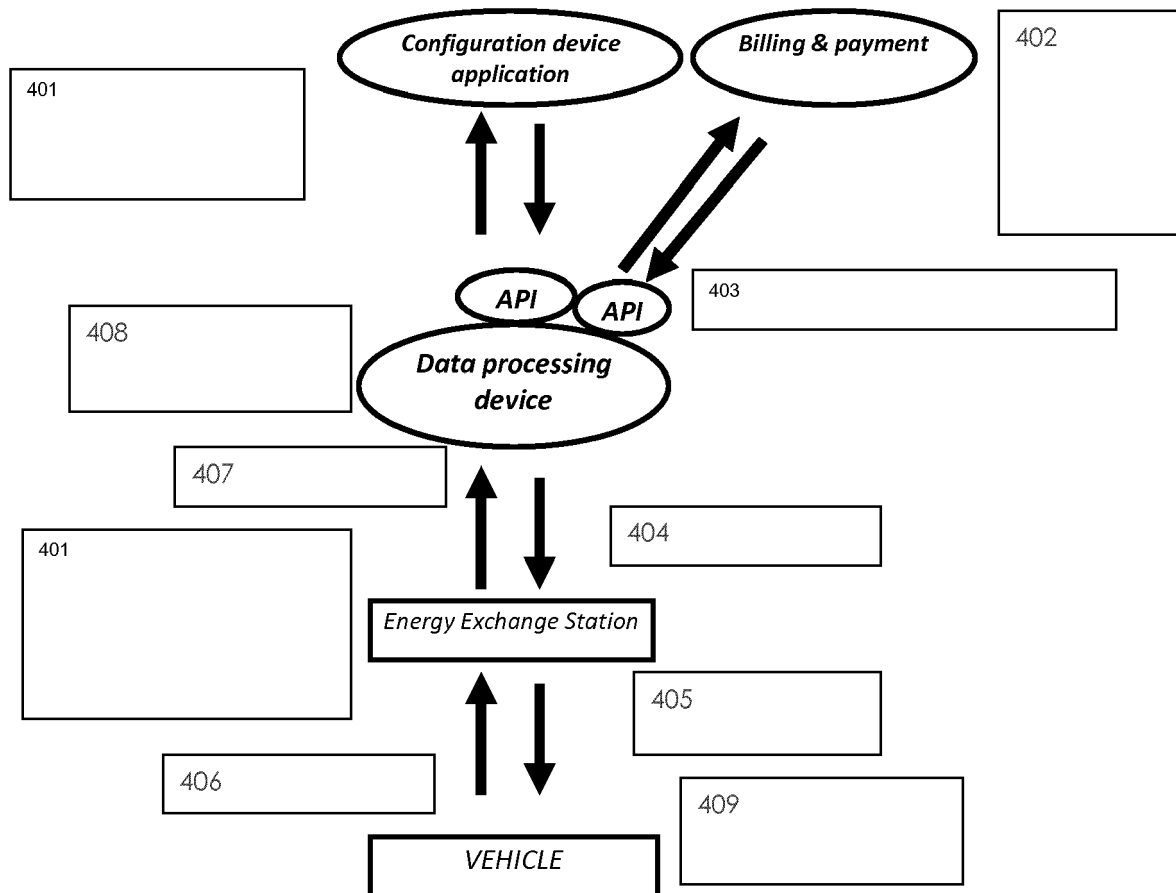 Configuration device
application
Billing & payment
402
401
API
API
403
408
Data processing
device
407
404
401
Energy Exchange Station
405
406
409
VEHICLE